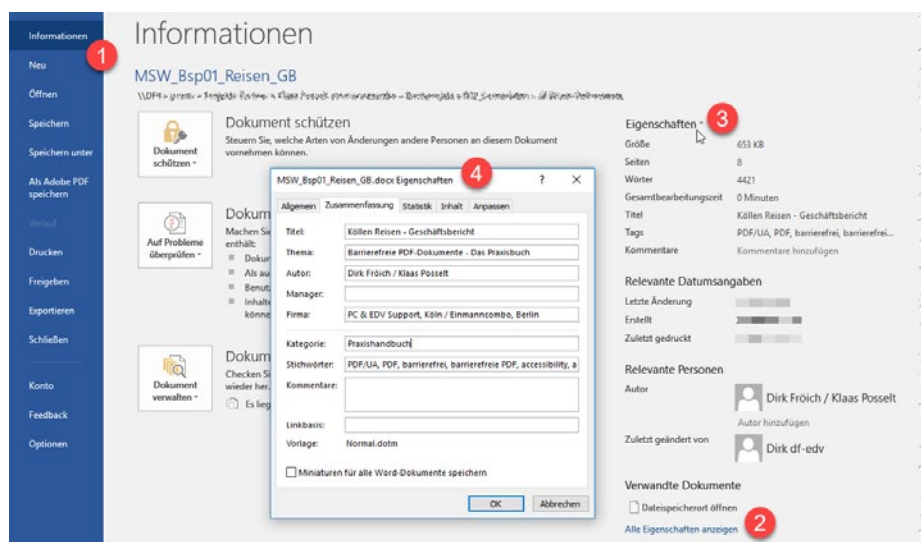 Informationen
Neu
Öffnen
Speichern
Speichern unter
Als Adobe PDF
speichern
Verlauf
Drucken
Freigeben
Exportieren
Schließen
Konto
Feedback
Optionen
1
Informationen
MSW_Bsp01_Reisen_GB
Dokument
schützen
Dokument schützen
Steuern Sie, welche Arten von Änderungen andere Personen an diesem Dokument
vornehmen können.
Auf Probleme
überprüfen
Dokum
Machen Sie
enthält:
Dokum
Als au
Benut
Inhalte
könne
Dokument
verwalten
Dokum
Checken Si
wieder her.
Es lieg
4
MSW_Bsp01_Reisen_GB.docx Eigenschaften ? ×
Allgemein Zusammenfassung Statistik Inhalt Anpassen
Titel: Köllen Reisen - Geschäftsbericht
Thema: Barrierefreie PDF-Dokumente - Das Praxisbuch
Autor: Dirk Fröich / Klaas Posselt
Manager:
Firma: PC & EDV Support, Köln / Einmanncombo, Berlin
Kategorie: Praxishandbuch
Stichwörter: PDF/UA, PDF, barrierefrei, barrierefreie PDF, accessibility, a
Kommentare:
Linkbasis:
Vorlage: Normal.dotm
Miniaturen für alle Word-Dokumente speichern
OK Abbrechen
Eigenschaften 3
Größe 653 KB
Seiten 8
Wörter 4421
Gesamtbearbeitungszeit 0 Minuten
Titel Köllen Reisen - Geschäftsbericht
Tags PDF/UA, PDF, barrierefrei, barrierefrei...
Kommentare Kommentare hinzufügen
Relevante Datumsangaben
Letzte Änderung
Erstellt
Zuletzt gedruckt
Relevante Personen
Autor Dirk Fröich / Klaas Posselt
Autor hinzufügen
Zuletzt geändert von Dirk df-edv
Verwandte Dokumente
Dateispeicherort öffnen
Alle Eigenschaften anzeigen 2